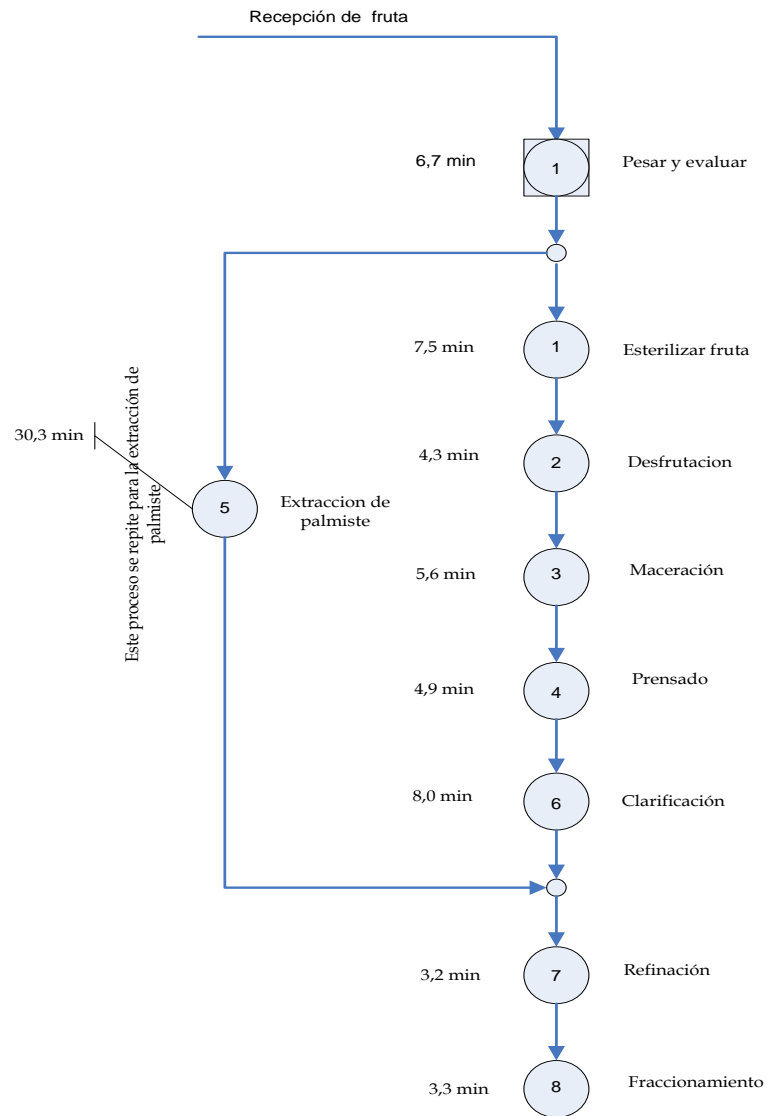 Recepción de fruta
6,7 min
1
Pesar y evaluar
7,5 min
1
Esterilizar fruta
4,3 min
2
Desfrutacion
30,3 min
Este proceso se repite para la extracción de
palmiste
5
Extraccion de
palmiste
5,6 min
3
Maceración
4,9 min
4
Prensado
8,0 min
6
Clarificación
3,2 min
7
Refinación
3,3 min
8
Fraccionamiento